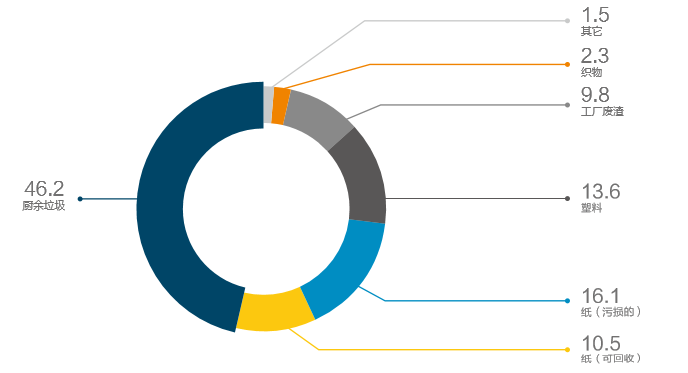 1.5
其它
2.3
织物
9.8
工厂废渣
46.2
厨余垃圾
13.6
塑料
16.1
纸（污损的）
10.5
纸（可回收）